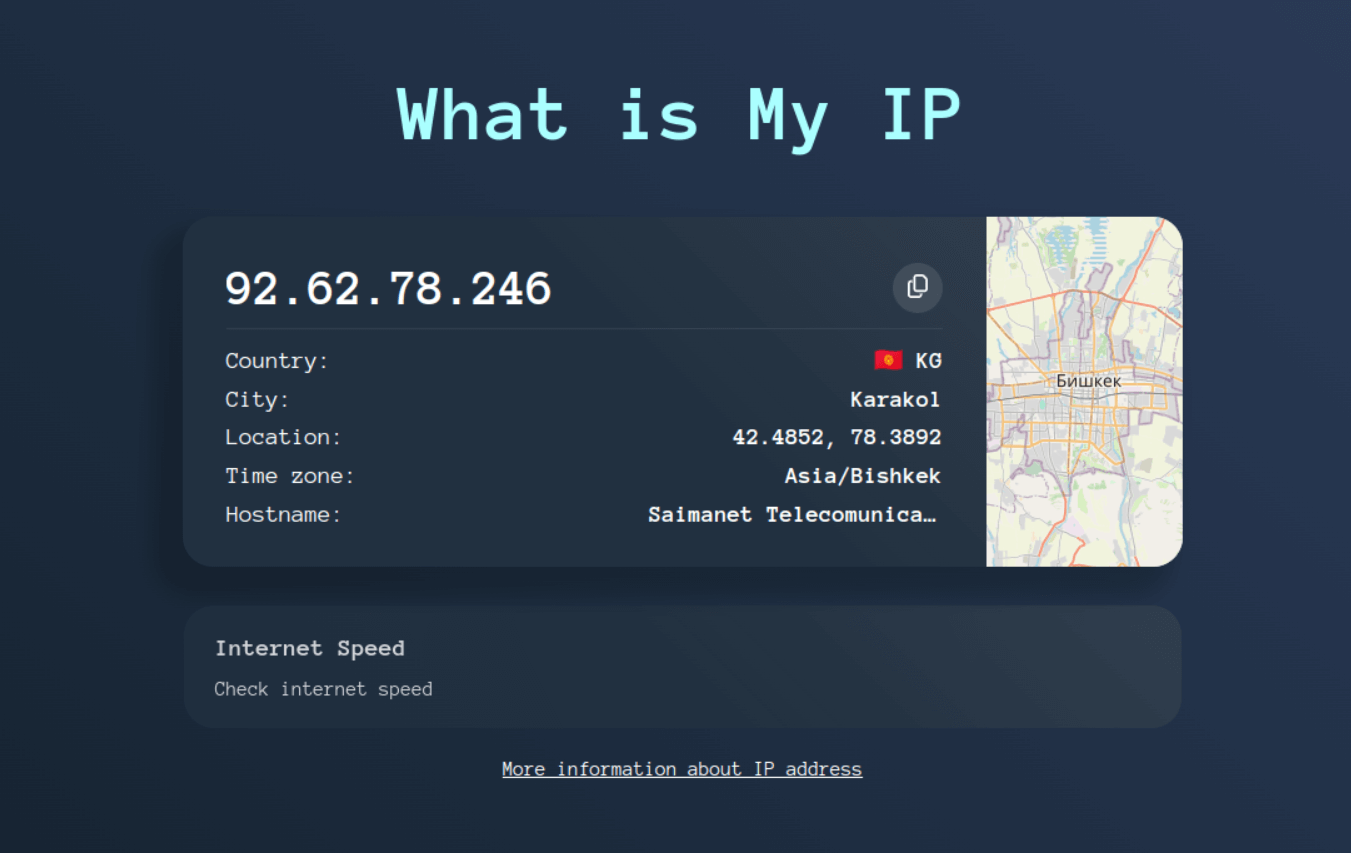 What is My IP
92.62.78.246
Country: KG
City: Karakol
Location: 42.4852, 78.3892
Time zone: Asia/Bishkek
Hostname: Saimanet Telecomunica…
Бишкек
Internet Speed
Check internet speed
More information about IP address